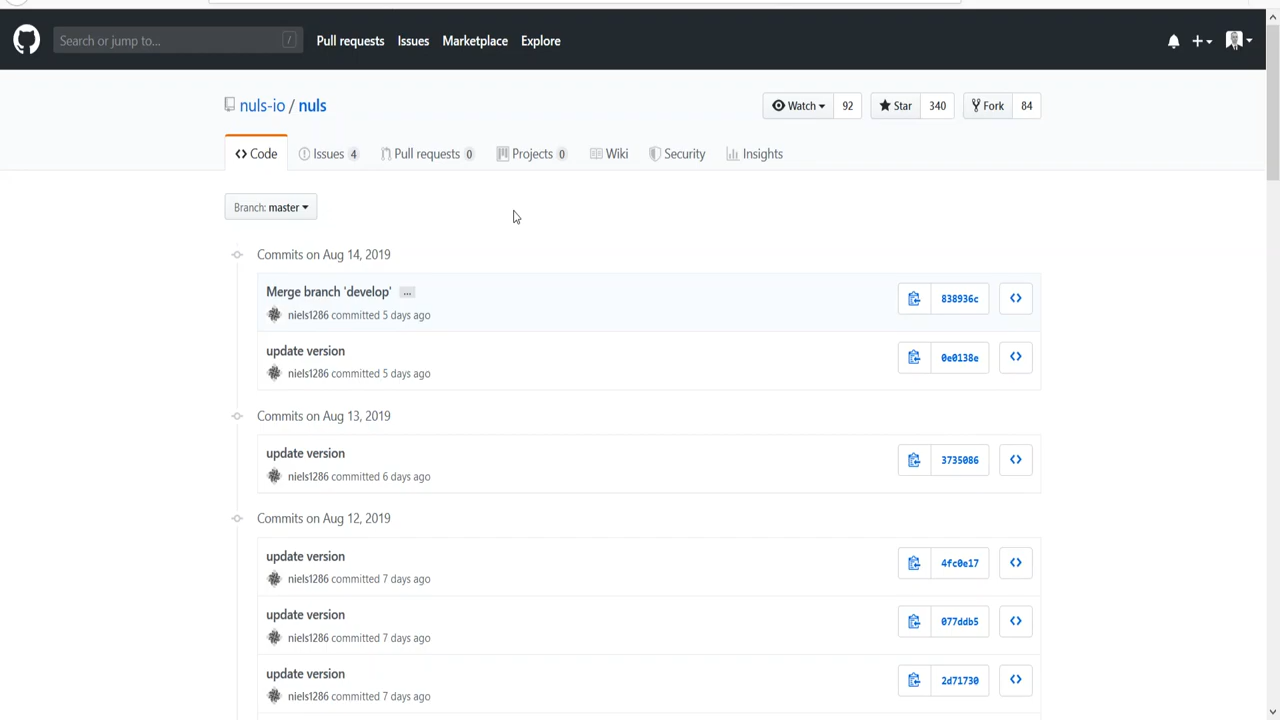 Search or jump to... /
Pull requests Issues Marketplace Explore
nuls-io / nuls
Watch 92 Star 340 Fork 84
Code Issues 4 Pull requests 0 Projects 0 Wiki Security Insights
Branch: master
Commits on Aug 14, 2019
Merge branch 'develop' ...
838936c
niels1286 committed 5 days ago
update version
0e0138e
niels1286 committed 5 days ago
Commits on Aug 13, 2019
update version
3735086
niels1286 committed 6 days ago
Commits on Aug 12, 2019
update version
4fc0e17
niels1286 committed 7 days ago
update version
077ddb5
niels1286 committed 7 days ago
update version
2d71730
niels1286 committed 7 days ago